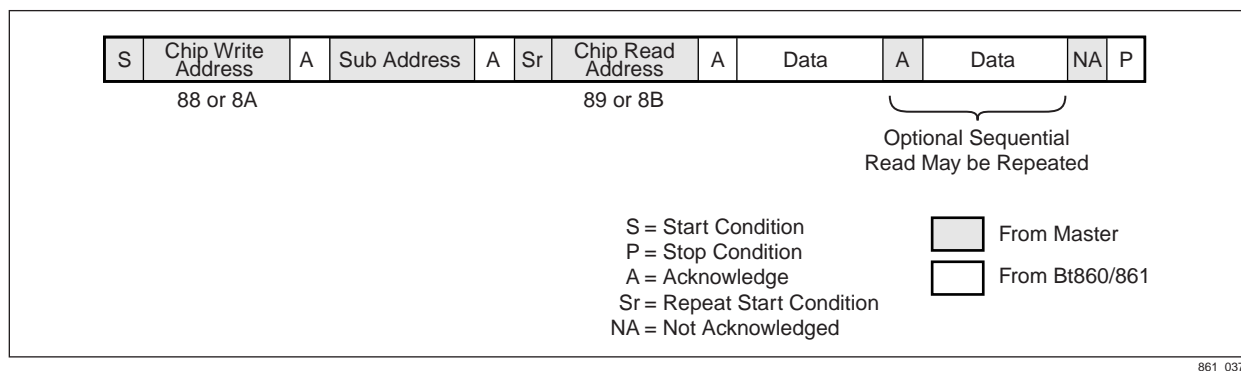 S Chip Write Address A Sub Address A Sr Chip Read Address A Data A Data NA P
88 or 8A 89 or 8B
Optional Sequential
Read May be Repeated
S = Start Condition
P = Stop Condition
A = Acknowledge
Sr = Repeat Start Condition
NA = Not Acknowledged
From Master
From Bt860/861
861_037